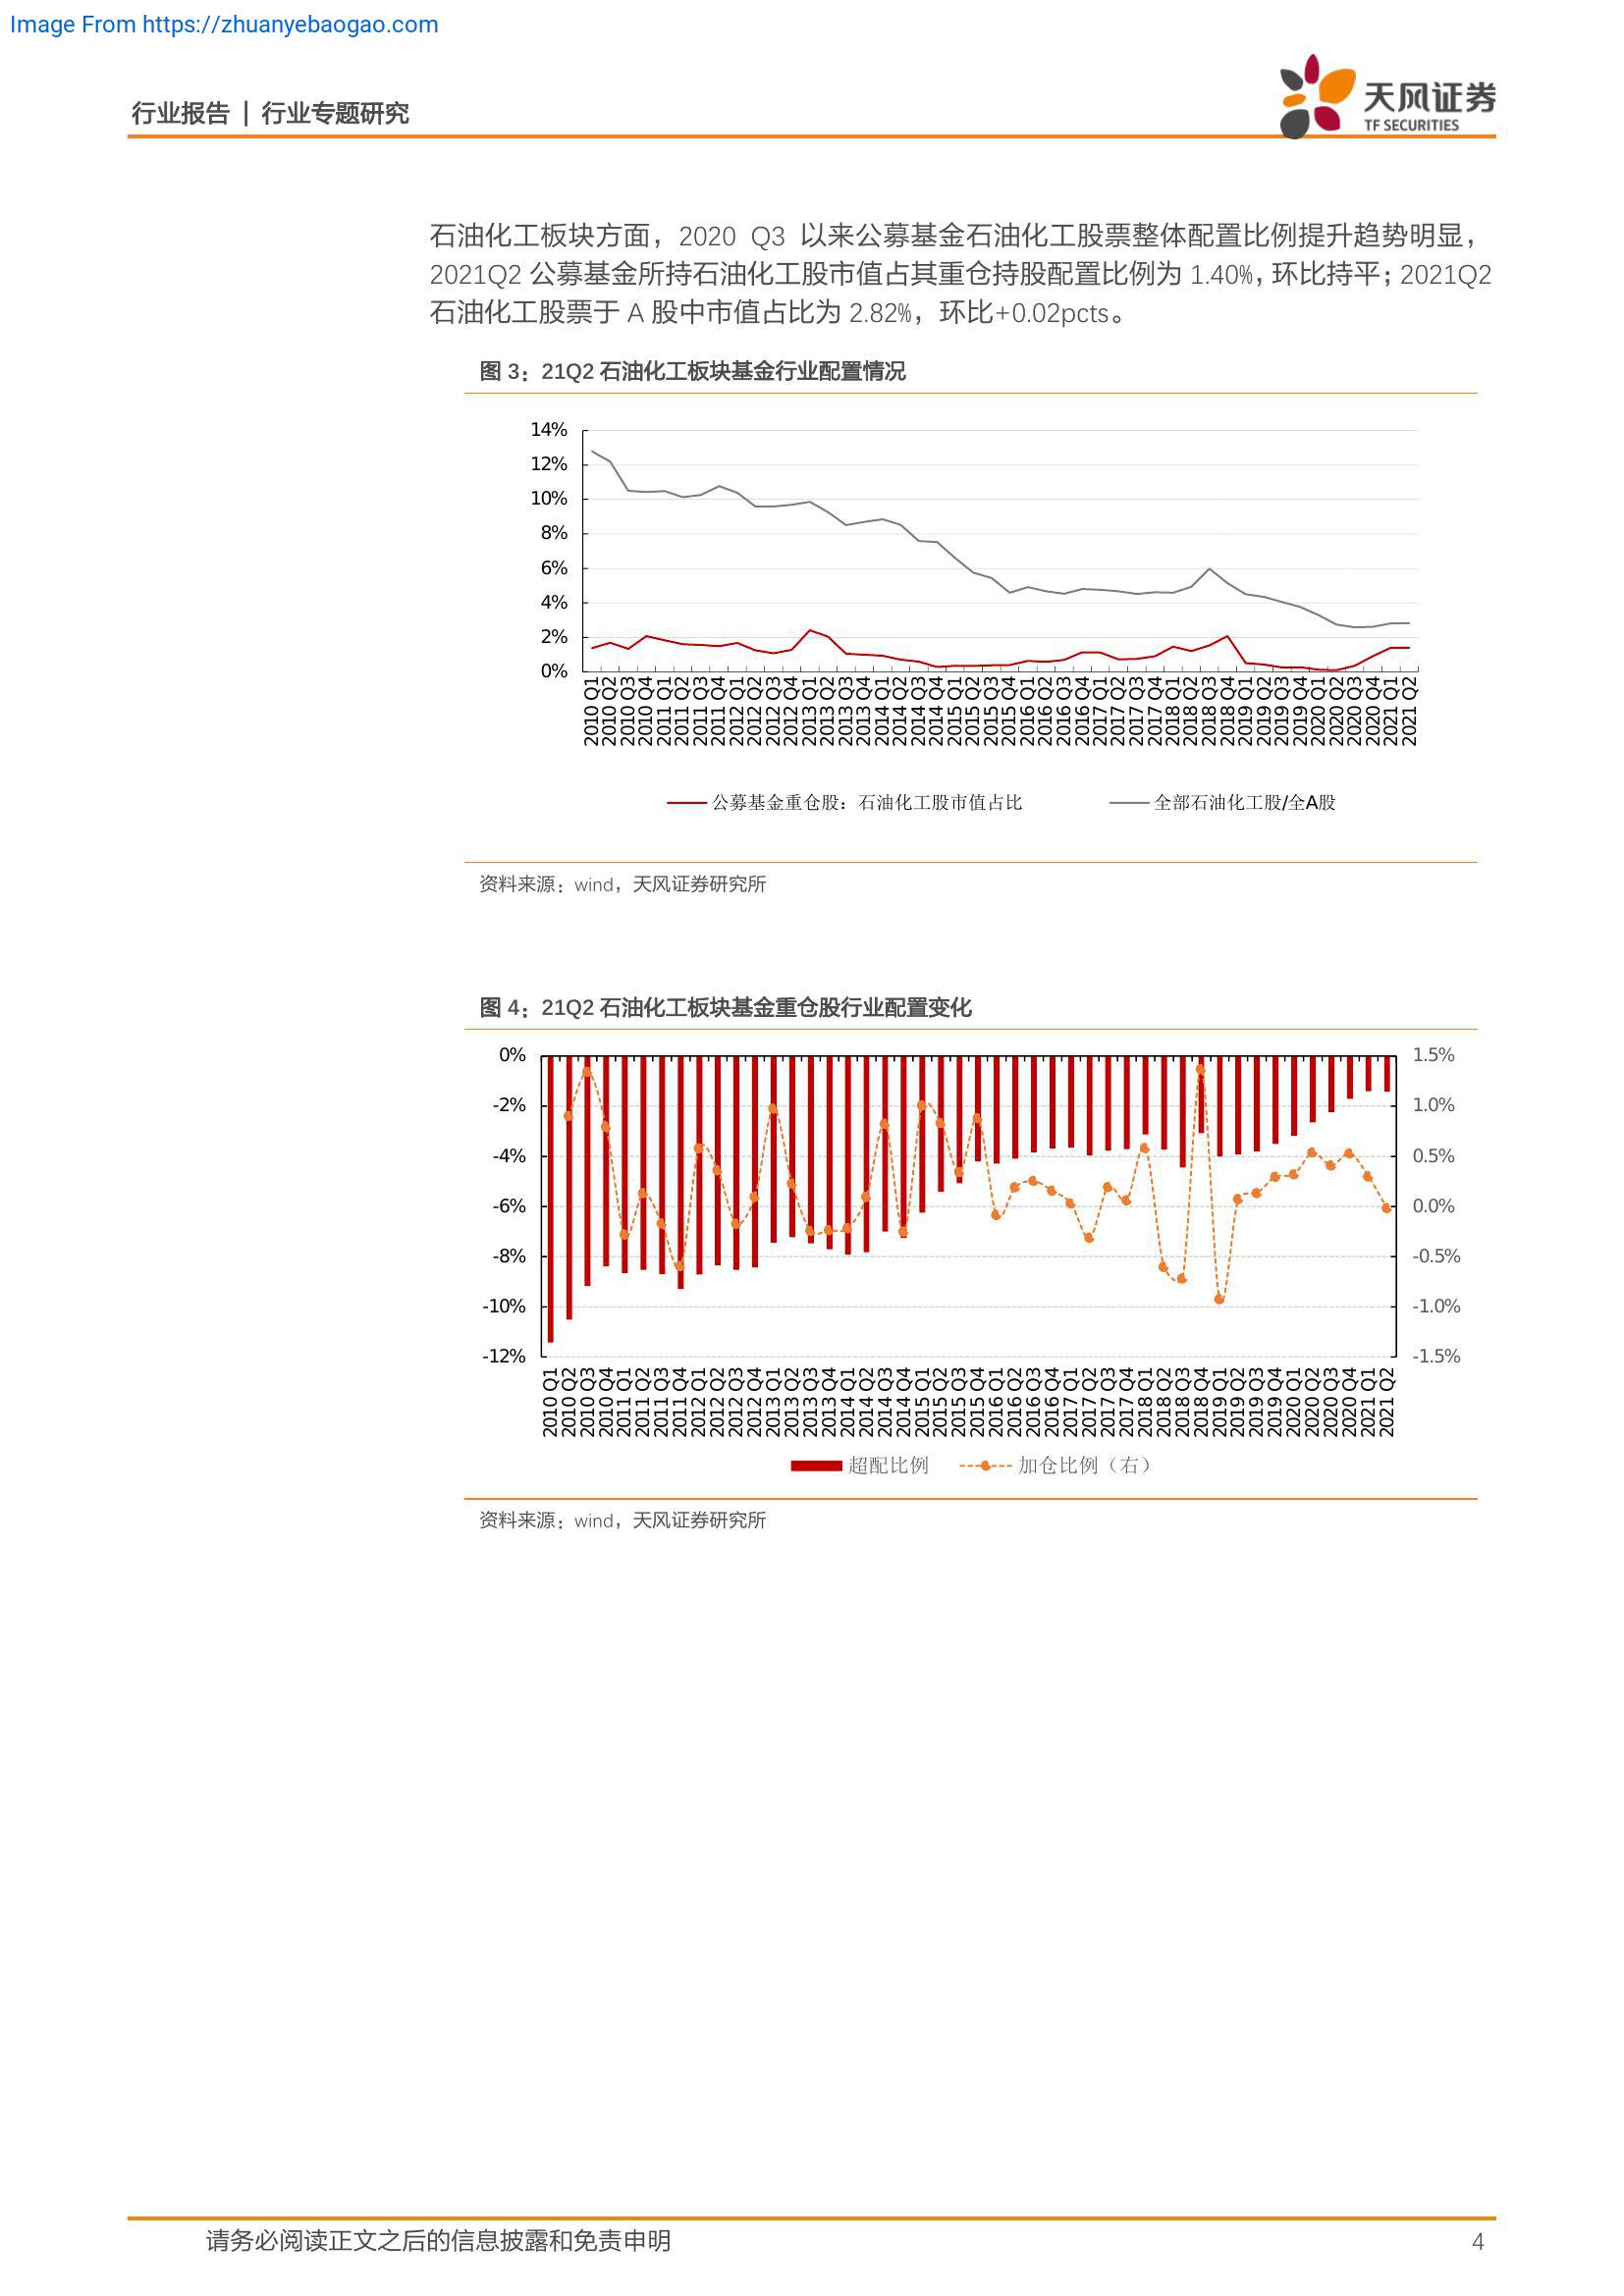 Image From https://zhuanyebaogao.com
行业报告 | 行业专题研究
天风证券
TF SECURITIES
石油化工板块方面，2020 Q3 以来公募基金石油化工股票整体配置比例提升趋势明显，
2021Q2 公募基金所持石油化工股市值占其重仓持股配置比例为 1.40%，环比持平；2021Q2
石油化工股票于 A 股中市值占比为 2.82%，环比+0.02pcts。
图 3：21Q2 石油化工板块基金行业配置情况
14%
12%
10%
8%
6%
4%
2%
0%
2010 Q1
2010 Q2
2010 Q3
2010 Q4
2011 Q1
2011 Q2
2011 Q3
2011 Q4
2012 Q1
2012 Q2
2012 Q3
2012 Q4
2013 Q1
2013 Q2
2013 Q3
2013 Q4
2014 Q1
2014 Q2
2014 Q3
2014 Q4
2015 Q1
2015 Q2
2015 Q3
2015 Q4
2016 Q1
2016 Q2
2016 Q3
2016 Q4
2017 Q1
2017 Q2
2017 Q3
2017 Q4
2018 Q1
2018 Q2
2018 Q3
2018 Q4
2019 Q1
2019 Q2
2019 Q3
2019 Q4
2020 Q1
2020 Q2
2020 Q3
2020 Q4
2021 Q1
2021 Q2
公募基金重仓股：石油化工股市值占比
全部石油化工股/全A股
资料来源：wind，天风证券研究所
图 4：21Q2 石油化工板块基金重仓股行业配置变化
0%
-2%
-4%
-6%
-8%
-10%
-12%
1.5%
1.0%
0.5%
0.0%
-0.5%
-1.0%
-1.5%
2010 Q1
2010 Q2
2010 Q3
2010 Q4
2011 Q1
2011 Q2
2011 Q3
2011 Q4
2012 Q1
2012 Q2
2012 Q3
2012 Q4
2013 Q1
2013 Q2
2013 Q3
2013 Q4
2014 Q1
2014 Q2
2014 Q3
2014 Q4
2015 Q1
2015 Q2
2015 Q3
2015 Q4
2016 Q1
2016 Q2
2016 Q3
2016 Q4
2017 Q1
2017 Q2
2017 Q3
2017 Q4
2018 Q1
2018 Q2
2018 Q3
2018 Q4
2019 Q1
2019 Q2
2019 Q3
2019 Q4
2020 Q1
2020 Q2
2020 Q3
2020 Q4
2021 Q1
2021 Q2
超配比例
加仓比例（右）
资料来源：wind，天风证券研究所
请务必阅读正文之后的信息披露和免责申明
4